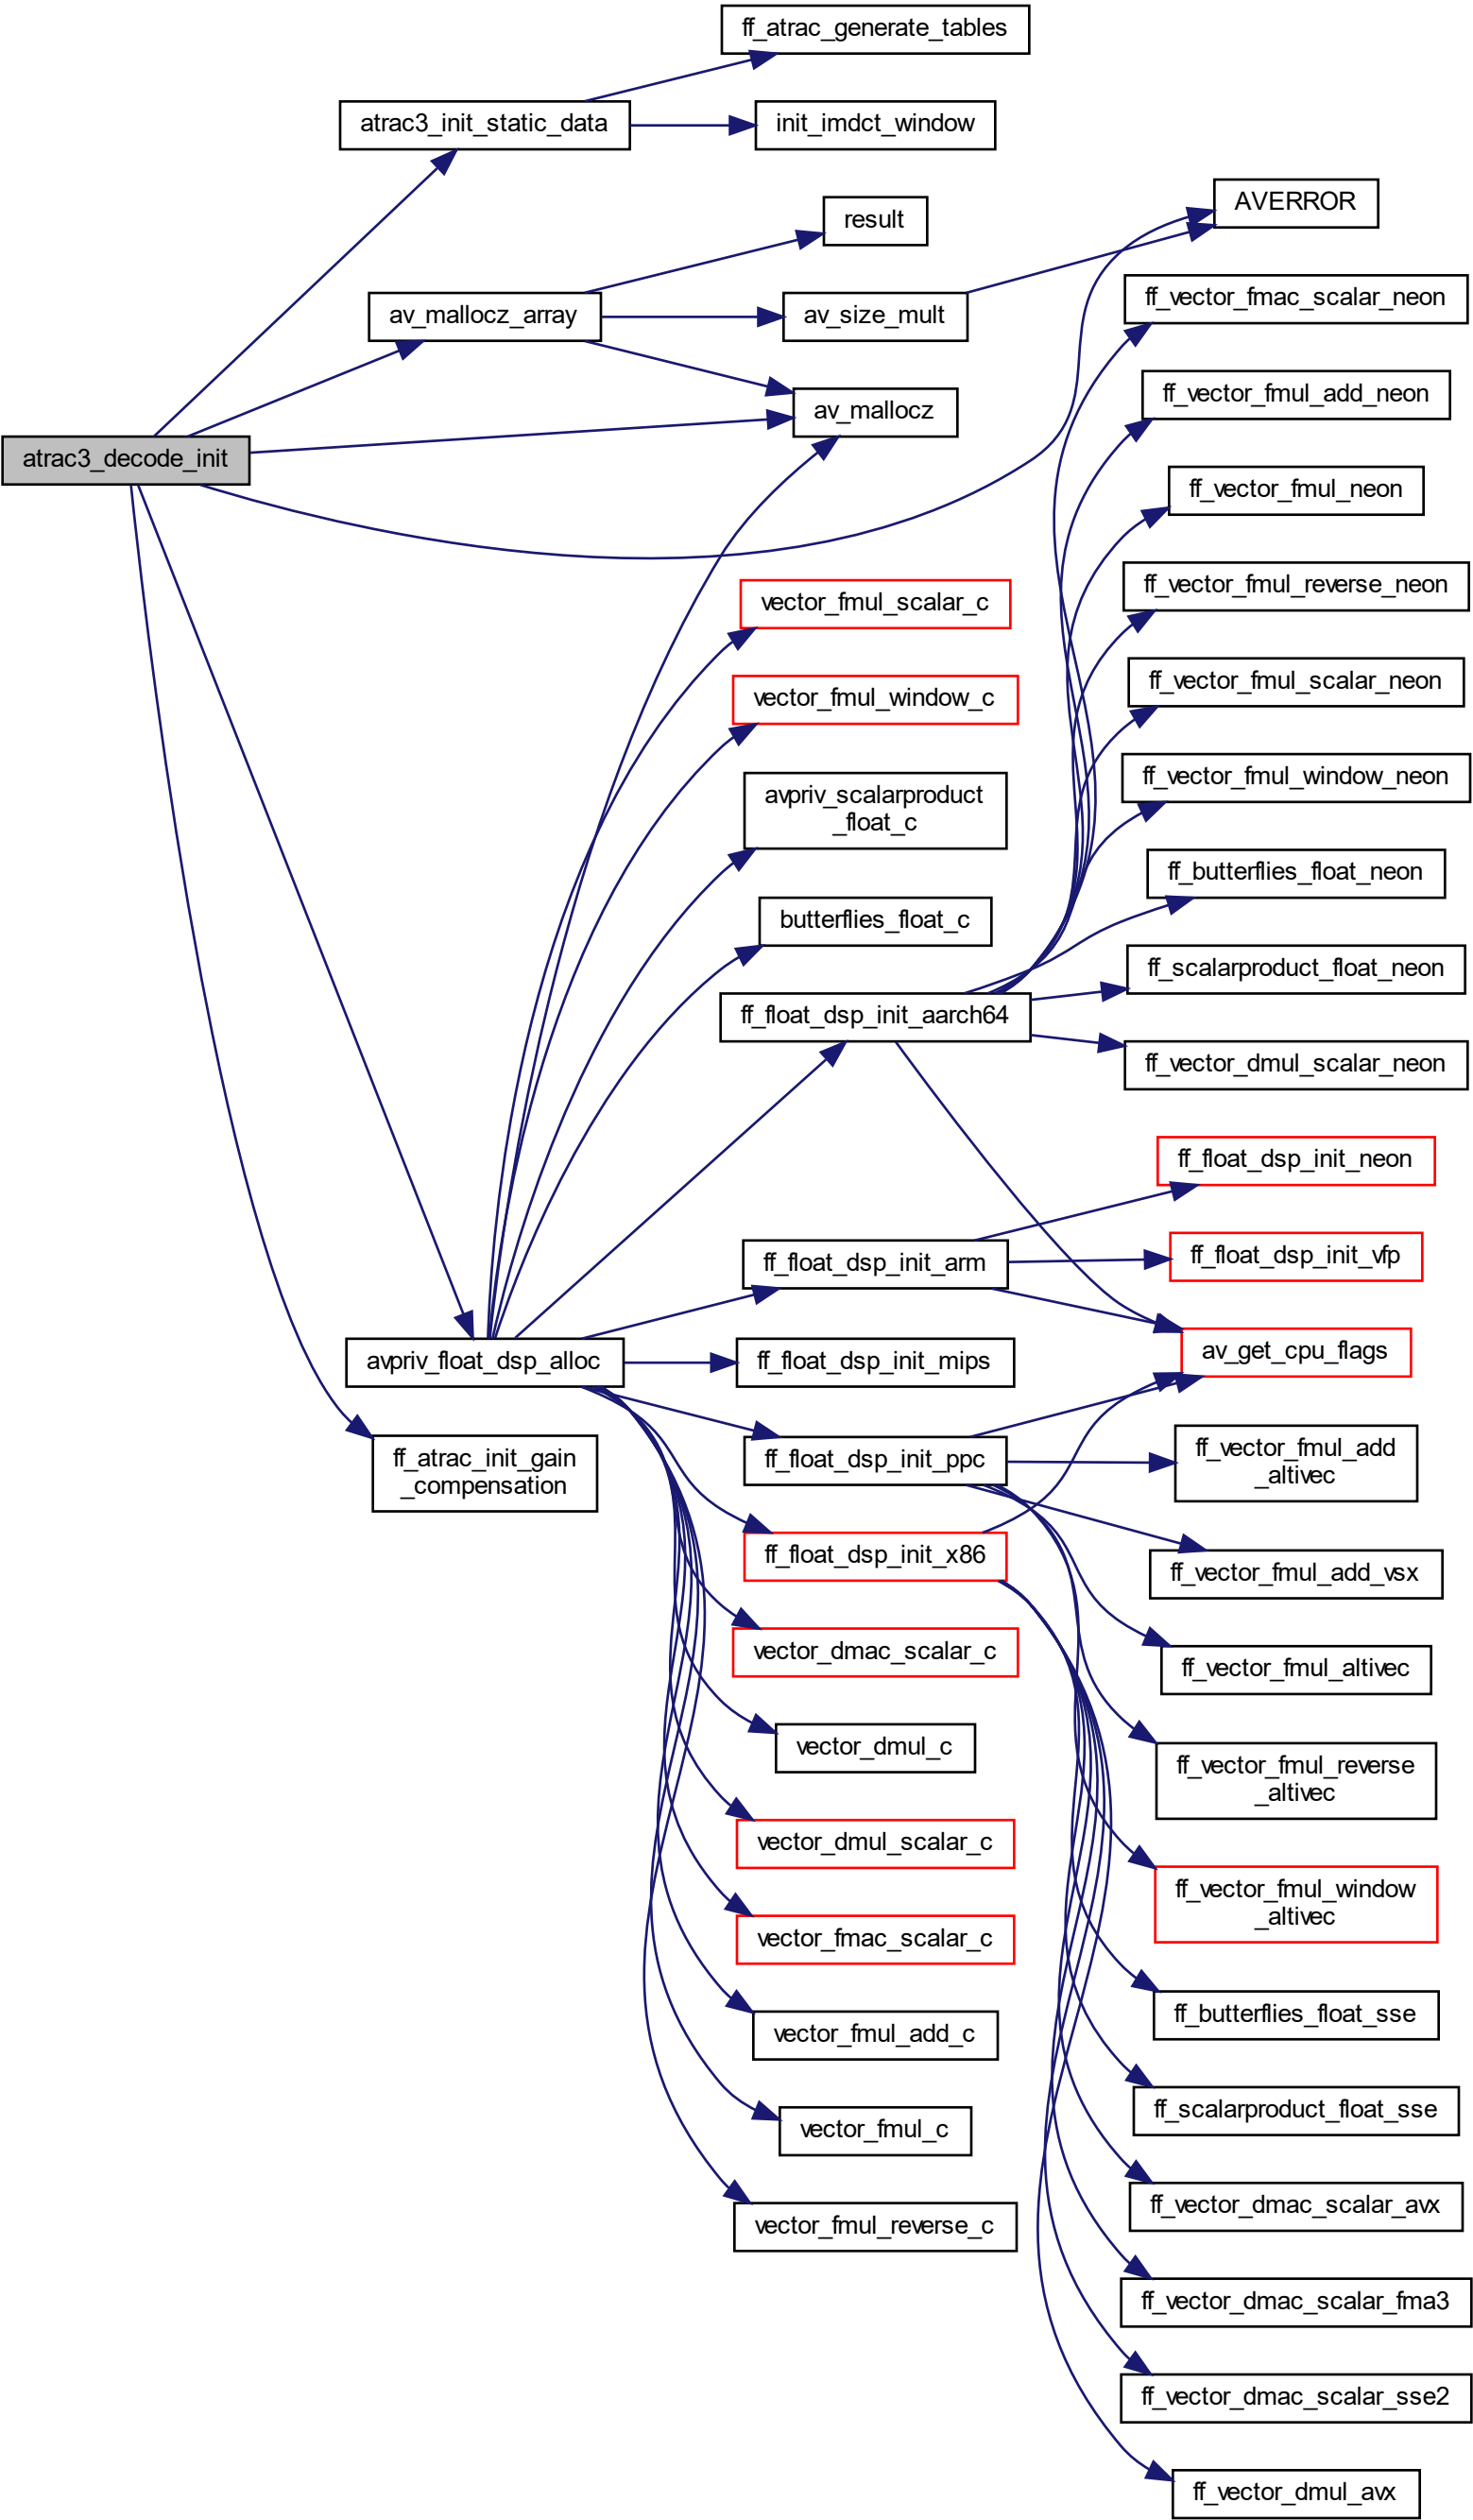 ff_atrac_generate_tables
atrac3_init_static_data
init_imdct_window
AVERROR
result
ff_vector_fmac_scalar_neon
av_mallocz_array
av_size_mult
ff_vector_fmul_add_neon
av_mallocz
atrac3_decode_init
ff_vector_fmul_neon
ff_vector_fmul_reverse_neon
vector_fmul_scalar_c
ff_vector_fmul_scalar_neon
vector_fmul_window_c
ff_vector_fmul_window_neon
avpriv_scalarproduct
_float_c
ff_butterflies_float_neon
butterflies_float_c
ff_scalarproduct_float_neon
ff_float_dsp_init_aarch64
ff_vector_dmul_scalar_neon
ff_float_dsp_init_neon
ff_float_dsp_init_arm
ff_float_dsp_init_vfp
avpriv_float_dsp_alloc
ff_float_dsp_init_mips
av_get_cpu_flags
ff_atrac_init_gain
_compensation
ff_float_dsp_init_ppc
ff_vector_fmul_add
_altivec
ff_float_dsp_init_x86
ff_vector_fmul_add_vsx
vector_dmac_scalar_c
ff_vector_fmul_altivec
vector_dmul_c
ff_vector_fmul_reverse
_altivec
vector_dmul_scalar_c
ff_vector_fmul_window
_altivec
vector_fmac_scalar_c
ff_butterflies_float_sse
vector_fmul_add_c
ff_scalarproduct_float_sse
vector_fmul_c
ff_vector_dmac_scalar_avx
vector_fmul_reverse_c
ff_vector_dmac_scalar_fma3
ff_vector_dmac_scalar_sse2
ff_vector_dmul_avx